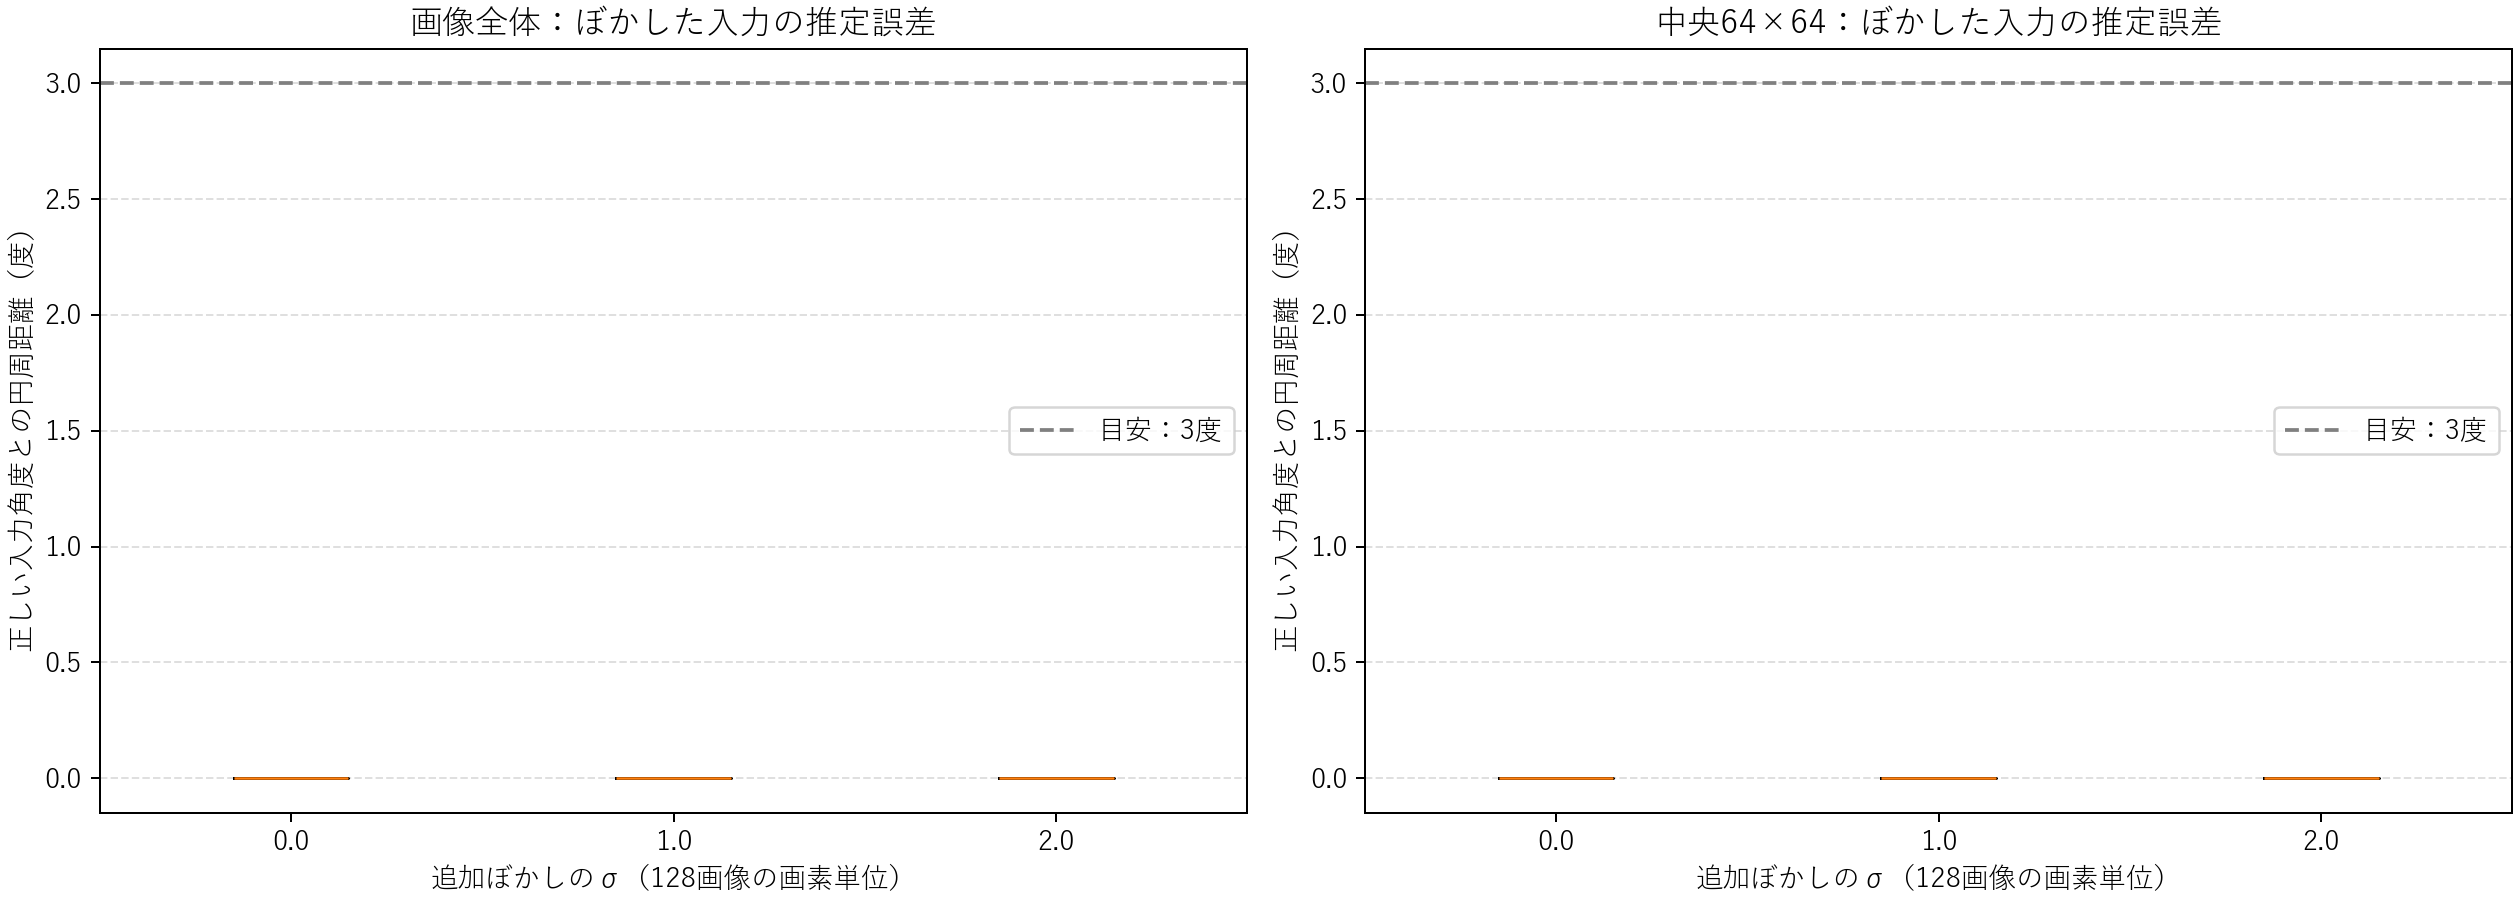 画像全体：ぼかした入力の推定誤差
正しい入力角度との円周距離（度）
3.0
2.5
2.0
1.5
1.0
0.5
0.0
目安：3度
0.0 1.0 2.0
追加ぼかしの σ （128画像の画素単位）
中央64×64：ぼかした入力の推定誤差
正しい入力角度との円周距離（度）
3.0
2.5
2.0
1.5
1.0
0.5
0.0
目安：3度
0.0 1.0 2.0
追加ぼかしの σ （128画像の画素単位）